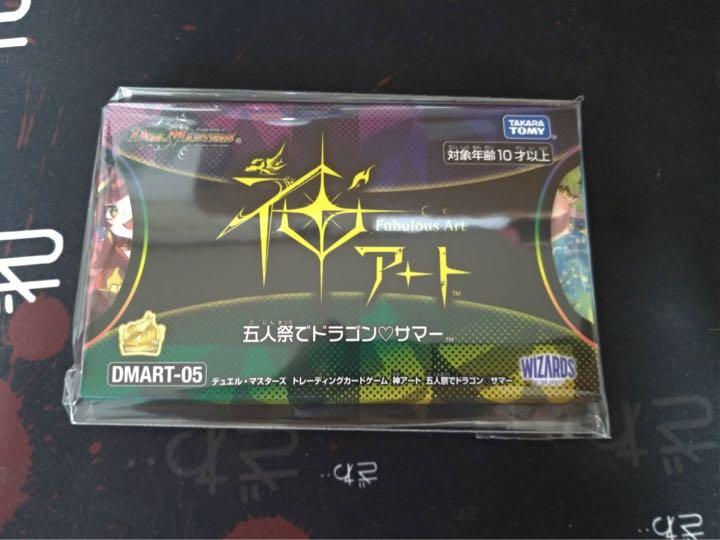 DUEL MASTERS
TAKARA TOMY
対象年齢10才以上
神アート
Fabulous Art
五人祭でドラゴン♡サマー™
DMART-05
デュエル・マスターズ トレーディングカードゲーム 神アート 五人祭でドラゴン サマー
WIZARDS